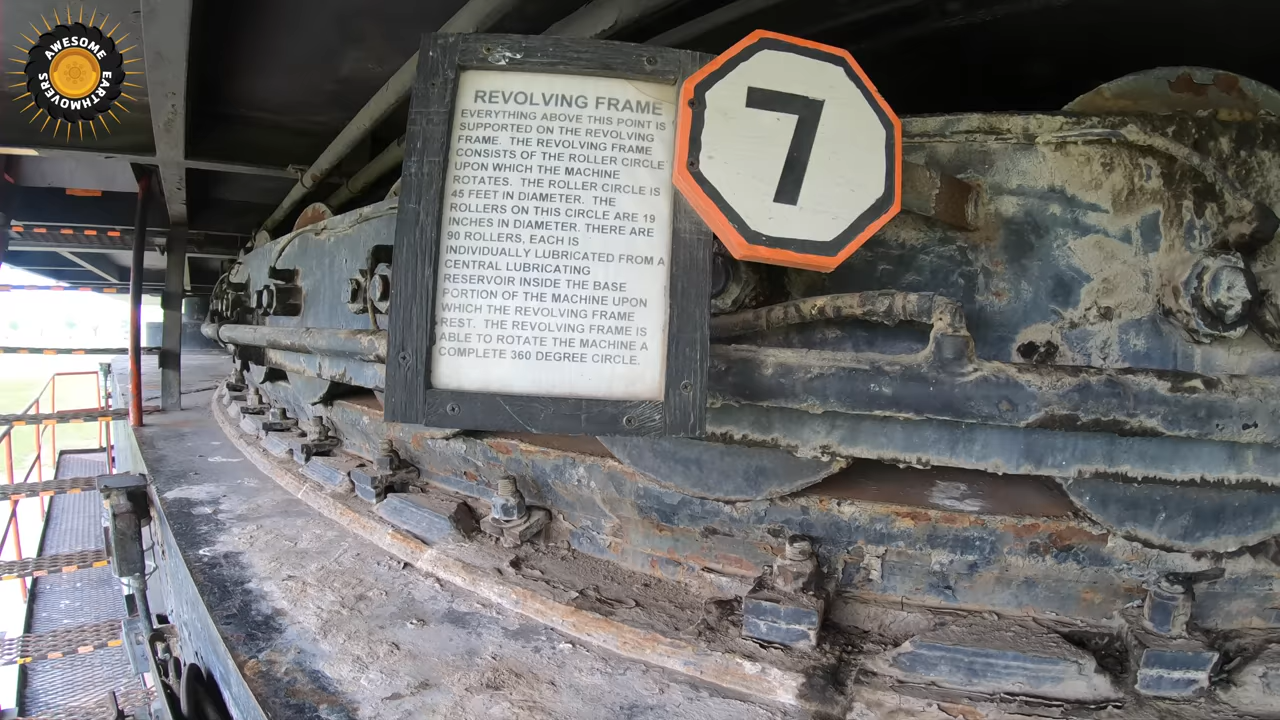 AWESOME
EARTHMOVERS
REVOLVING FRAME
EVERYTHING ABOVE THIS POINT IS
SUPPORTED ON THE REVOLVING
FRAME. THE REVOLVING FRAME
CONSISTS OF THE ROLLER CIRCLE
UPON WHICH THE MACHINE
ROTATES. THE ROLLER CIRCLE IS
45 FEET IN DIAMETER. THE
ROLLERS ON THIS CIRCLE ARE 19
INCHES IN DIAMETER. THERE ARE
90 ROLLERS, EACH IS
INDIVIDUALLY LUBRICATED FROM A
CENTRAL LUBRICATING
RESERVOIR INSIDE THE BASE
PORTION OF THE MACHINE UPON
WHICH THE REVOLVING FRAME
REST. THE REVOLVING FRAME IS
ABLE TO ROTATE THE MACHINE A
COMPLETE 360 DEGREE CIRCLE.
7